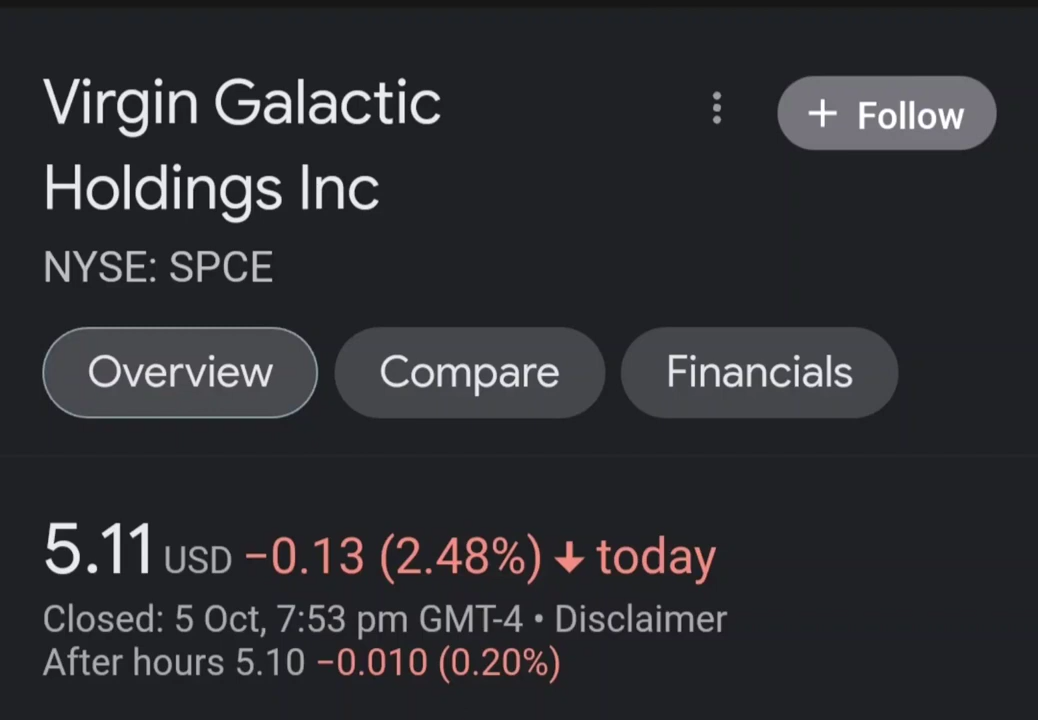 Virgin Galactic
Holdings Inc
+ Follow
NYSE: SPCE
Overview Compare Financials
5.11 USD −0.13 (2.48%) ↓ today
Closed: 5 Oct, 7:53 pm GMT-4 • Disclaimer
After hours 5.10 −0.010 (0.20%)